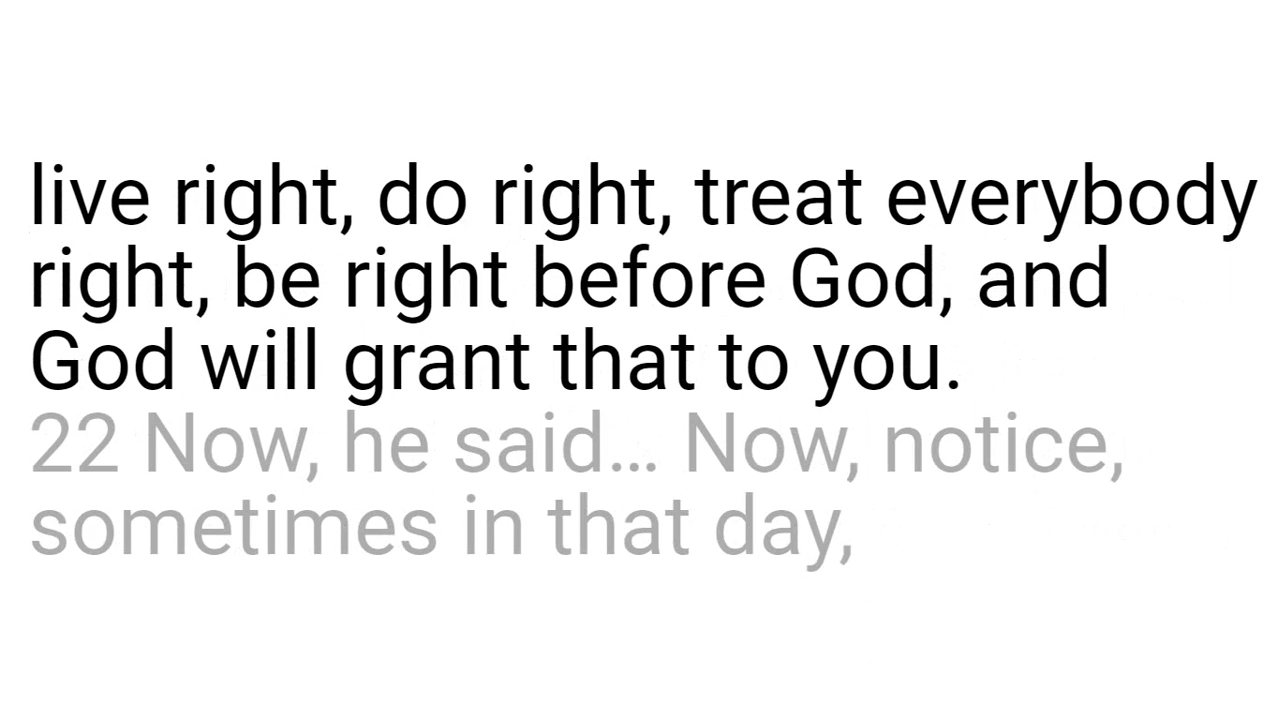 live right, do right, treat everybody
right, be right before God, and
God will grant that to you.
22 Now, he said… Now, notice,
sometimes in that day,